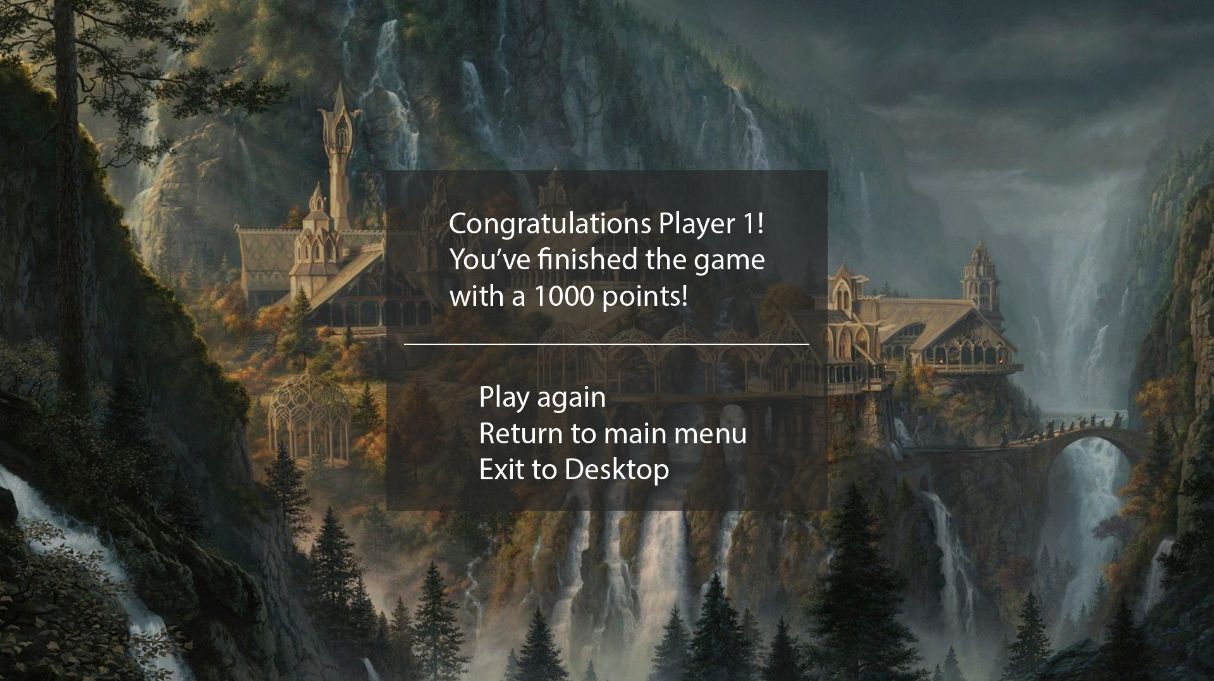 Congratulations Player 1!
You’ve finished the game
with a 1000 points!
Play again
Return to main menu
Exit to Desktop